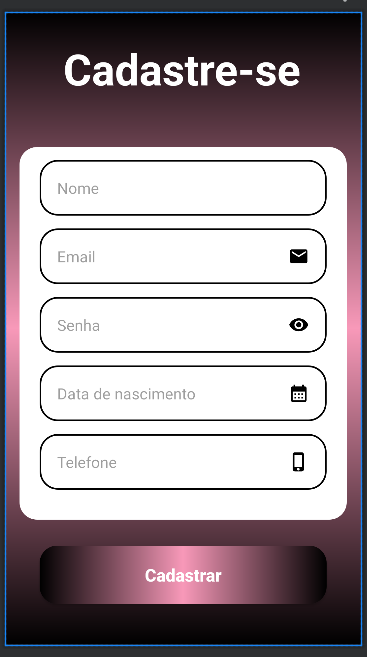 Cadastre-se
Nome
Email
Senha
Data de nascimento
Telefone
Cadastrar